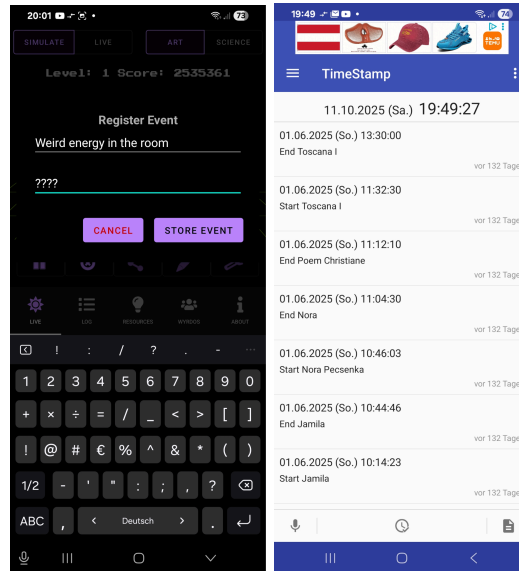 20:01
73
SIMULATE LIVE ART SCIENCE
Level: 1 Score: 2535361
Register Event
Weird energy in the room
????
CANCEL STORE EVENT
LIVE LOG RESOURCES WYRDOS ABOUT
! : / ? . - ...
1 2 3 4 5 6 7 8 9 0
+ × ÷ = / _ < > [ ]
! @ # € % ^ & * ( )
1/2 - ' " : ; , ?
ABC , < Deutsch > .
19:49
74
TEMU
TimeStamp
11.10.2025 (Sa.) 19:49:27
01.06.2025 (So.) 13:30:00
End Toscana I
vor 132 Tage
01.06.2025 (So.) 11:32:30
Start Toscana I
vor 132 Tage
01.06.2025 (So.) 11:12:10
End Poem Christiane
vor 132 Tage
01.06.2025 (So.) 11:04:30
End Nora
vor 132 Tage
01.06.2025 (So.) 10:46:03
Start Nora Pecsenka
vor 132 Tage
01.06.2025 (So.) 10:44:46
End Jamila
vor 132 Tage
01.06.2025 (So.) 10:14:23
Start Jamila
vor 132 Tage